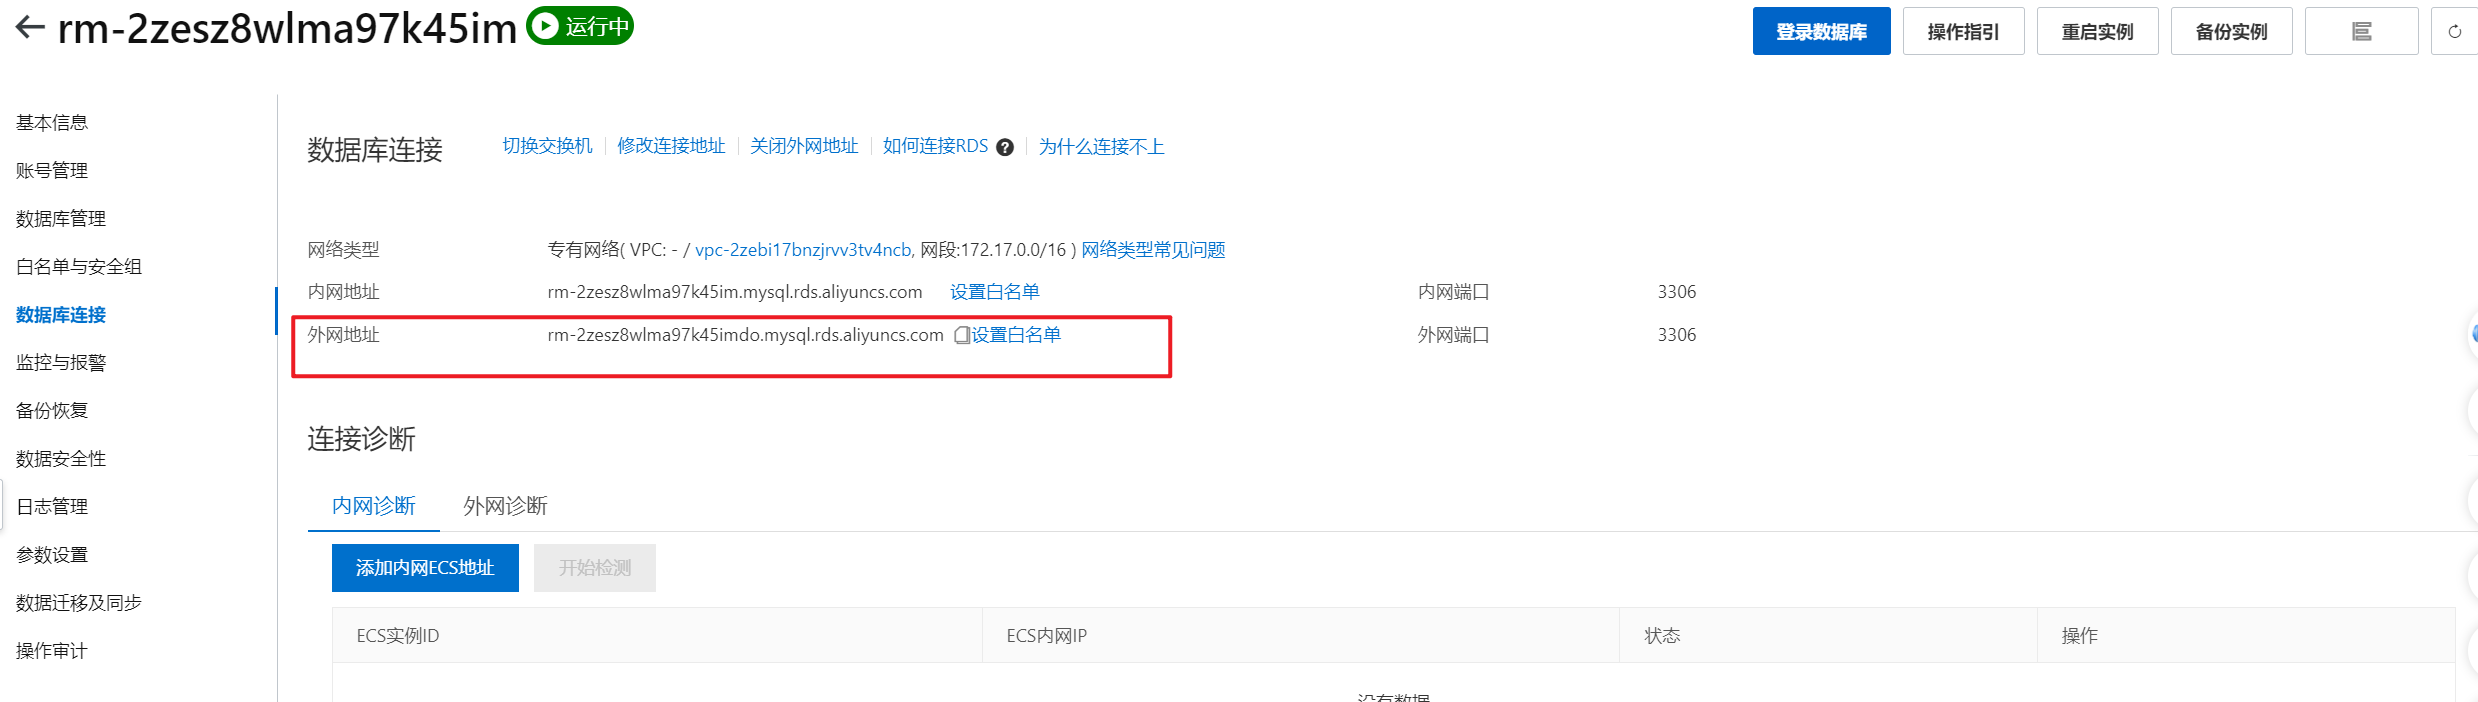 rm-2zesz8wlma97k45im 运行中 登录数据库 操作指引 重启实例 备份实例
基本信息
账号管理
数据库管理
白名单与安全组
数据库连接
监控与报警
备份恢复
数据安全性
日志管理
参数设置
数据迁移及同步
操作审计
数据库连接 切换交换机 修改连接地址 关闭外网地址 如何连接RDS ? 为什么连接不上
网络类型 专有网络( VPC: - / vpc-2zebi17bnzjrvv3tv4ncb, 网段:172.17.0.0/16 ) 网络类型常见问题
内网地址 rm-2zesz8wlma97k45im.mysql.rds.aliyuncs.com 设置白名单 内网端口 3306
外网地址 rm-2zesz8wlma97k45imdo.mysql.rds.aliyuncs.com 设置白名单 外网端口 3306
连接诊断
内网诊断 外网诊断
添加内网ECS地址 开始检测
ECS实例ID ECS内网IP 状态 操作
没有数据